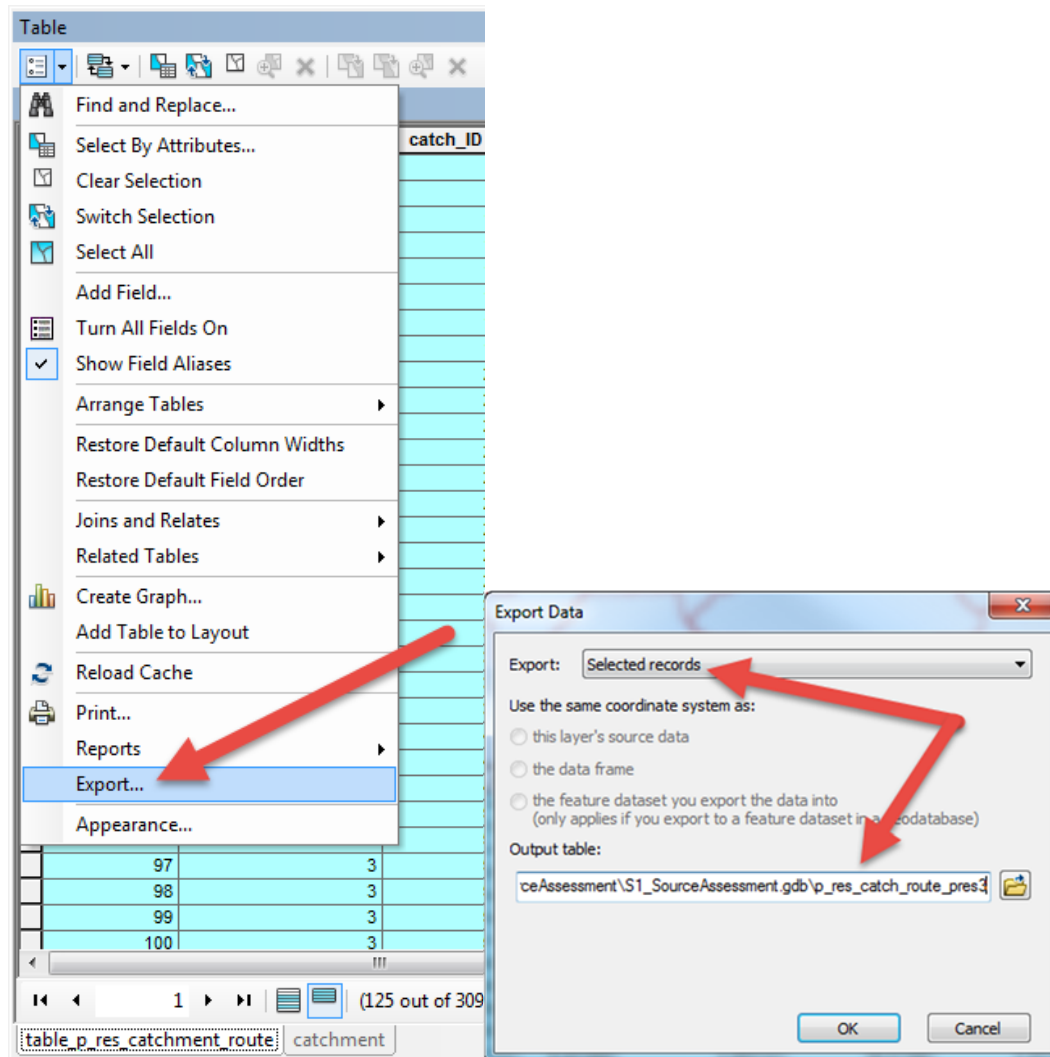 Table
Find and Replace...
catch_ID
Select By Attributes...
Clear Selection
Switch Selection
Select All
Add Field...
Turn All Fields On
Show Field Aliases
Arrange Tables
Restore Default Column Widths
Restore Default Field Order
Joins and Relates
Related Tables
Create Graph...
Add Table to Layout
Reload Cache
Print...
Reports
Export...
Appearance...
97 3
98 3
99 3
100 3
1 (125 out of 309
table_p_res_catchment_route catchment
Export Data
Export: Selected records
Use the same coordinate system as:
this layer's source data
the data frame
the feature dataset you export the data into
(only applies if you export to a feature dataset in a geodatabase)
Output table:
ceAssessment\S1_SourceAssessment.gdb\p_res_catch_route_pres3
OK Cancel